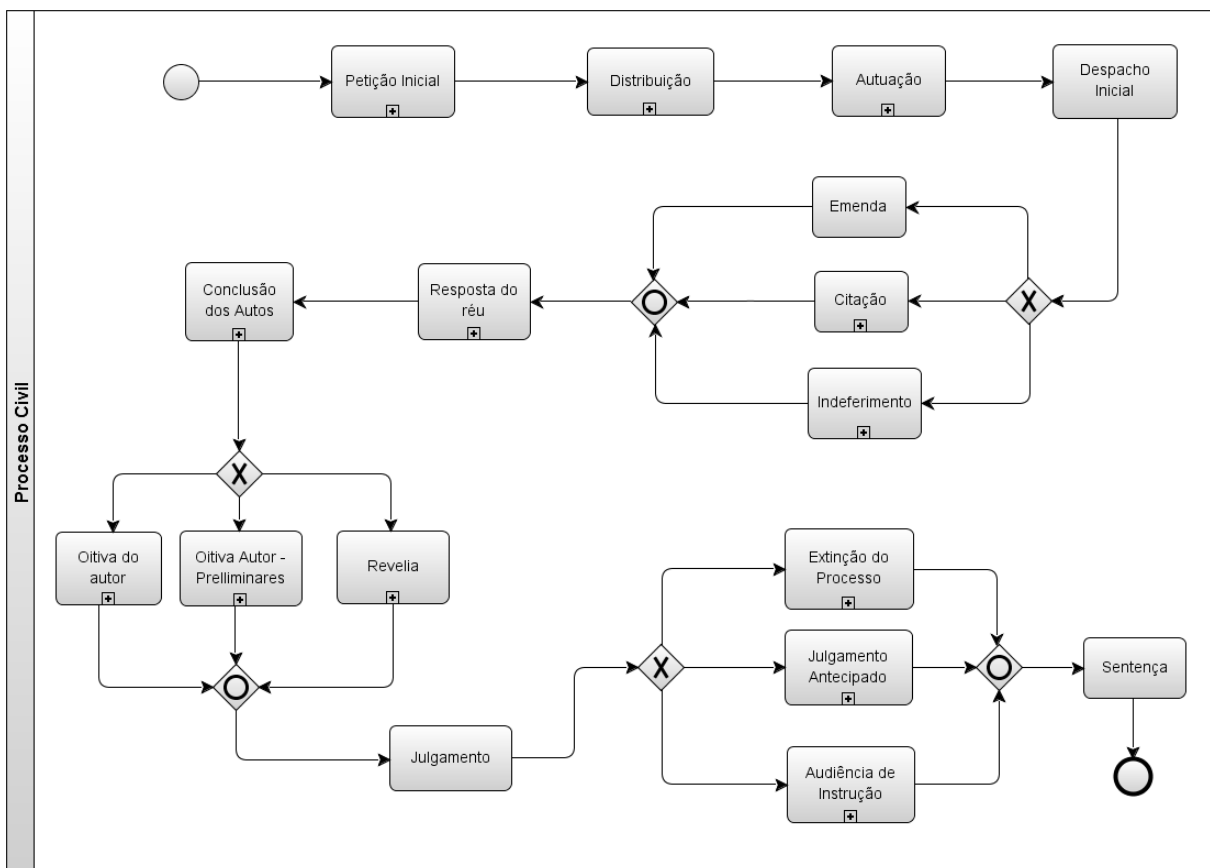 Processo Civil
Petição Inicial
Distribuição
Autuação
Despacho
Inicial
Emenda
Citação
Indeferimento
Resposta do
réu
Conclusão
dos Autos
Oitiva do
autor
Oitiva Autor -
Prelliminares
Revelia
Julgamento
Extinção do
Processo
Julgamento
Antecipado
Audiência de
Instrução
Sentença